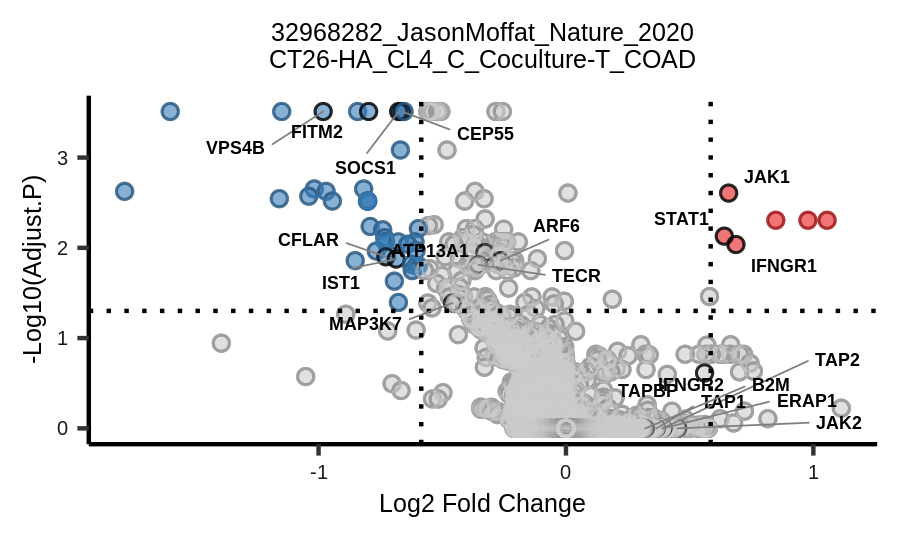 32968282_JasonMoffat_Nature_2020
CT26-HA_CL4_C_Coculture-T_COAD
-Log10(Adjust.P)
3
2
1
0
FITM2
VPS4B
SOCS1
CEP55
JAK1
STAT1
IFNGR1
CFLAR
ATP13A1
ARF6
IST1
TECR
MAP3K7
TAP2
TAPBP
IFNGR2
B2M
TAP1
ERAP1
JAK2
-1
0
1
Log2 Fold Change